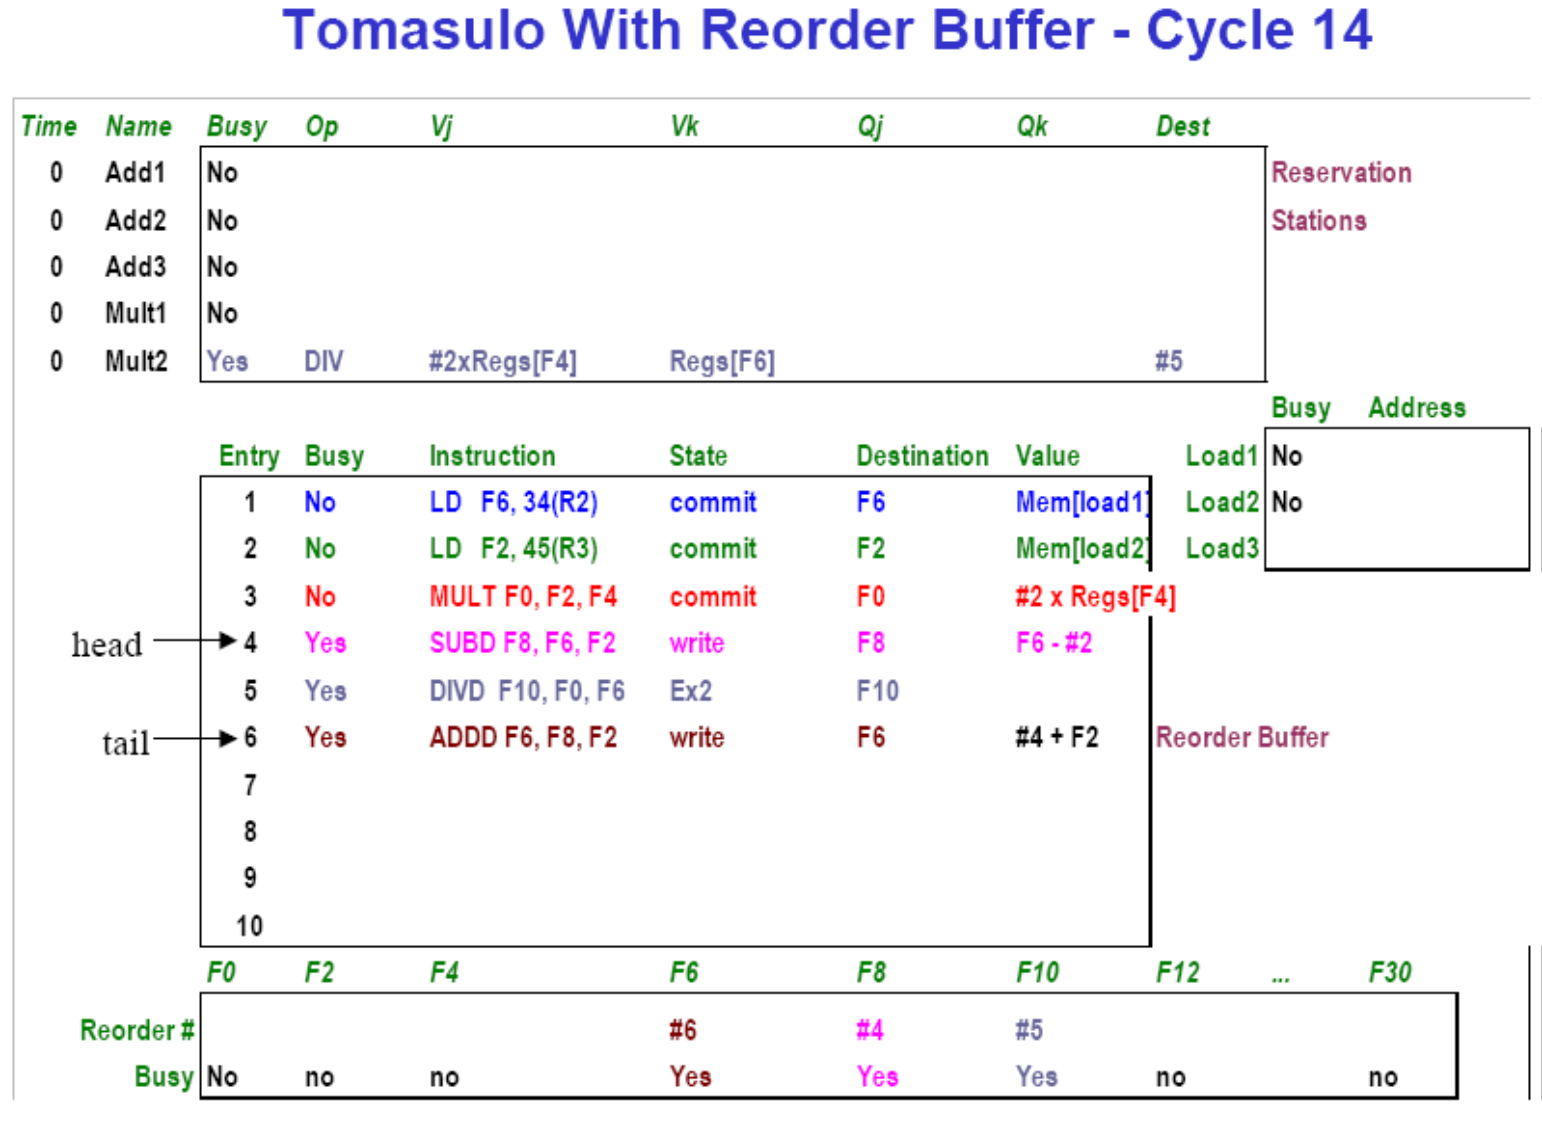 Tomasulo With Reorder Buffer - Cycle 14
Time Name Busy Op Vj Vk Qj Qk Dest
0 Add1 No Reservation
0 Add2 No Stations
0 Add3 No
0 Mult1 No
0 Mult2 Yes DIV #2xRegs[F4] Regs[F6] #5
Busy Address
Entry Busy Instruction State Destination Value Load1 No
1 No LD F6, 34(R2) commit F6 Mem[load1] Load2 No
2 No LD F2, 45(R3) commit F2 Mem[load2] Load3
3 No MULT F0, F2, F4 commit F0 #2 x Regs[F4]
head 4 Yes SUBD F8, F6, F2 write F8 F6 - #2
5 Yes DIVD F10, F0, F6 Ex2 F10
tail 6 Yes ADDD F6, F8, F2 write F6 #4 + F2 Reorder Buffer
7
8
9
10
F0 F2 F4 F6 F8 F10 F12 ... F30
Reorder # #6 #4 #5
Busy No no no Yes Yes Yes no no